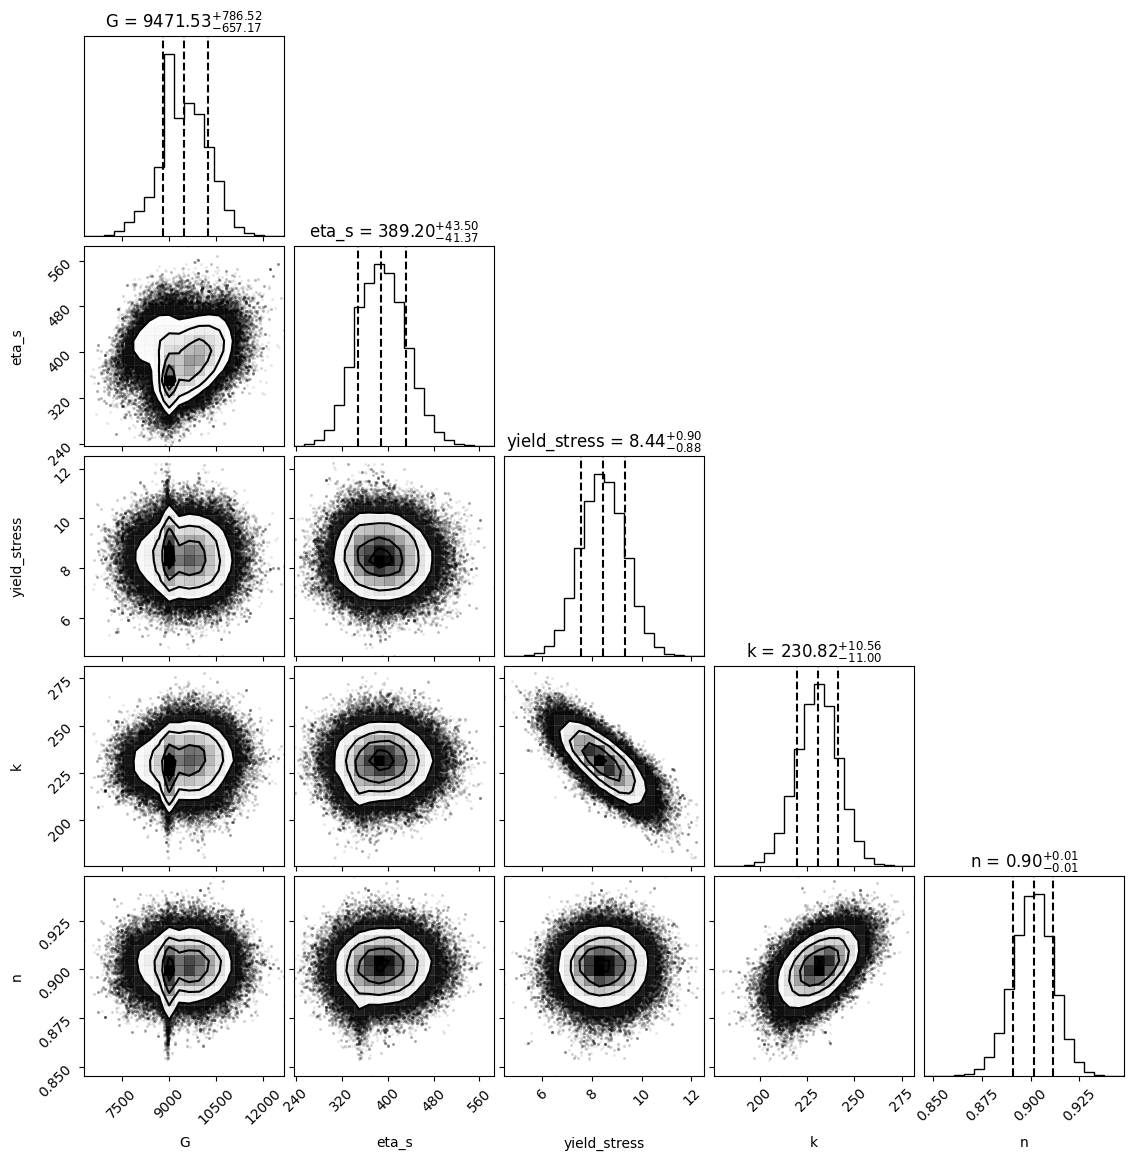 G = 9471.53+786.52−657.17
eta_s = 389.20+43.50−41.37
560
480
400
320
240
eta_s
yield_stress = 8.44+0.90−0.88
12
10
8
6
yield_stress
k = 230.82+10.56−11.00
275
250
225
200
k
n = 0.90+0.01−0.01
0.925
0.900
0.875
0.850
n
7500 9000 10500 12000
240 320 400 480 560
6 8 10 12
200 225 250 275
0.850 0.875 0.900 0.925
G eta_s yield_stress k n